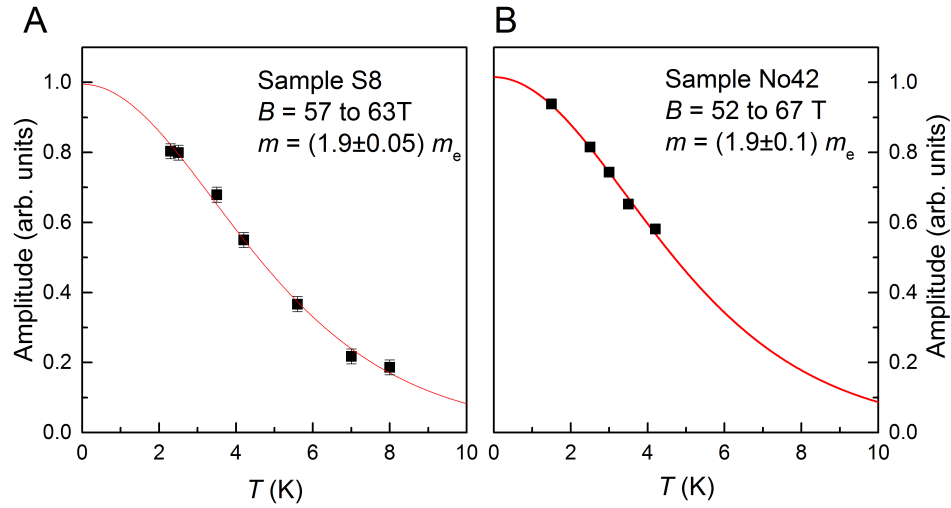 A
B
Sample S8
B = 57 to 63T
m = (1.9±0.05) me
Sample No42
B = 52 to 67 T
m = (1.9±0.1) me
Amplitude (arb. units)
1.0
0.8
0.6
0.4
0.2
0.0
0 2 4 6 8 10
T (K)
0 2 4 6 8 10
T (K)
1.0
0.8
0.6
0.4
0.2
0.0
Amplitude (arb. units)